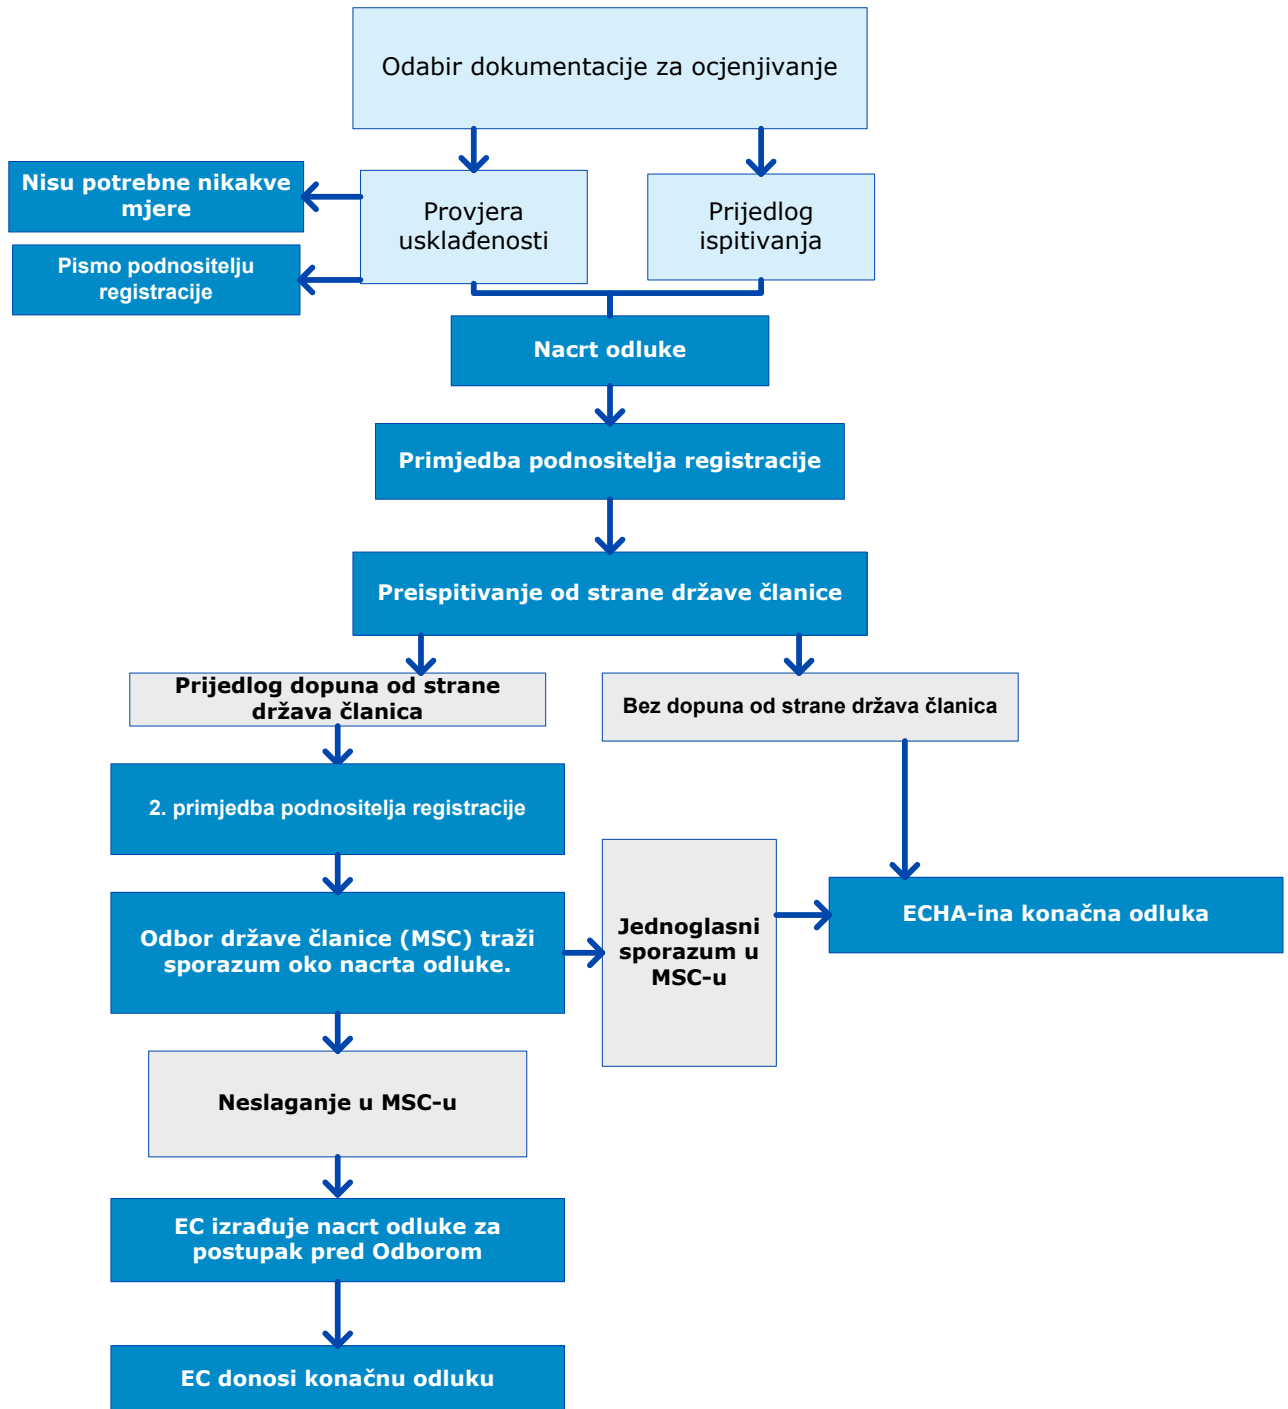 Odabir dokumentacije za ocjenjivanje
Nisu potrebne nikakve
mjere
Provjera
usklađenosti
Prijedlog
ispitivanja
Pismo podnositelju
registracije
Nacrt odluke
Primjedba podnositelja registracije
Preispitivanje od strane države članice
Prijedlog dopuna od strane
država članica
Bez dopuna od strane država članica
2. primjedba podnositelja registracije
Odbor države članice (MSC) traži
sporazum oko nacrta odluke.
Jednoglasni
sporazum u
MSC-u
ECHA-ina konačna odluka
Neslaganje u MSC-u
EC izrađuje nacrt odluke za
postupak pred Odborom
EC donosi konačnu odluku